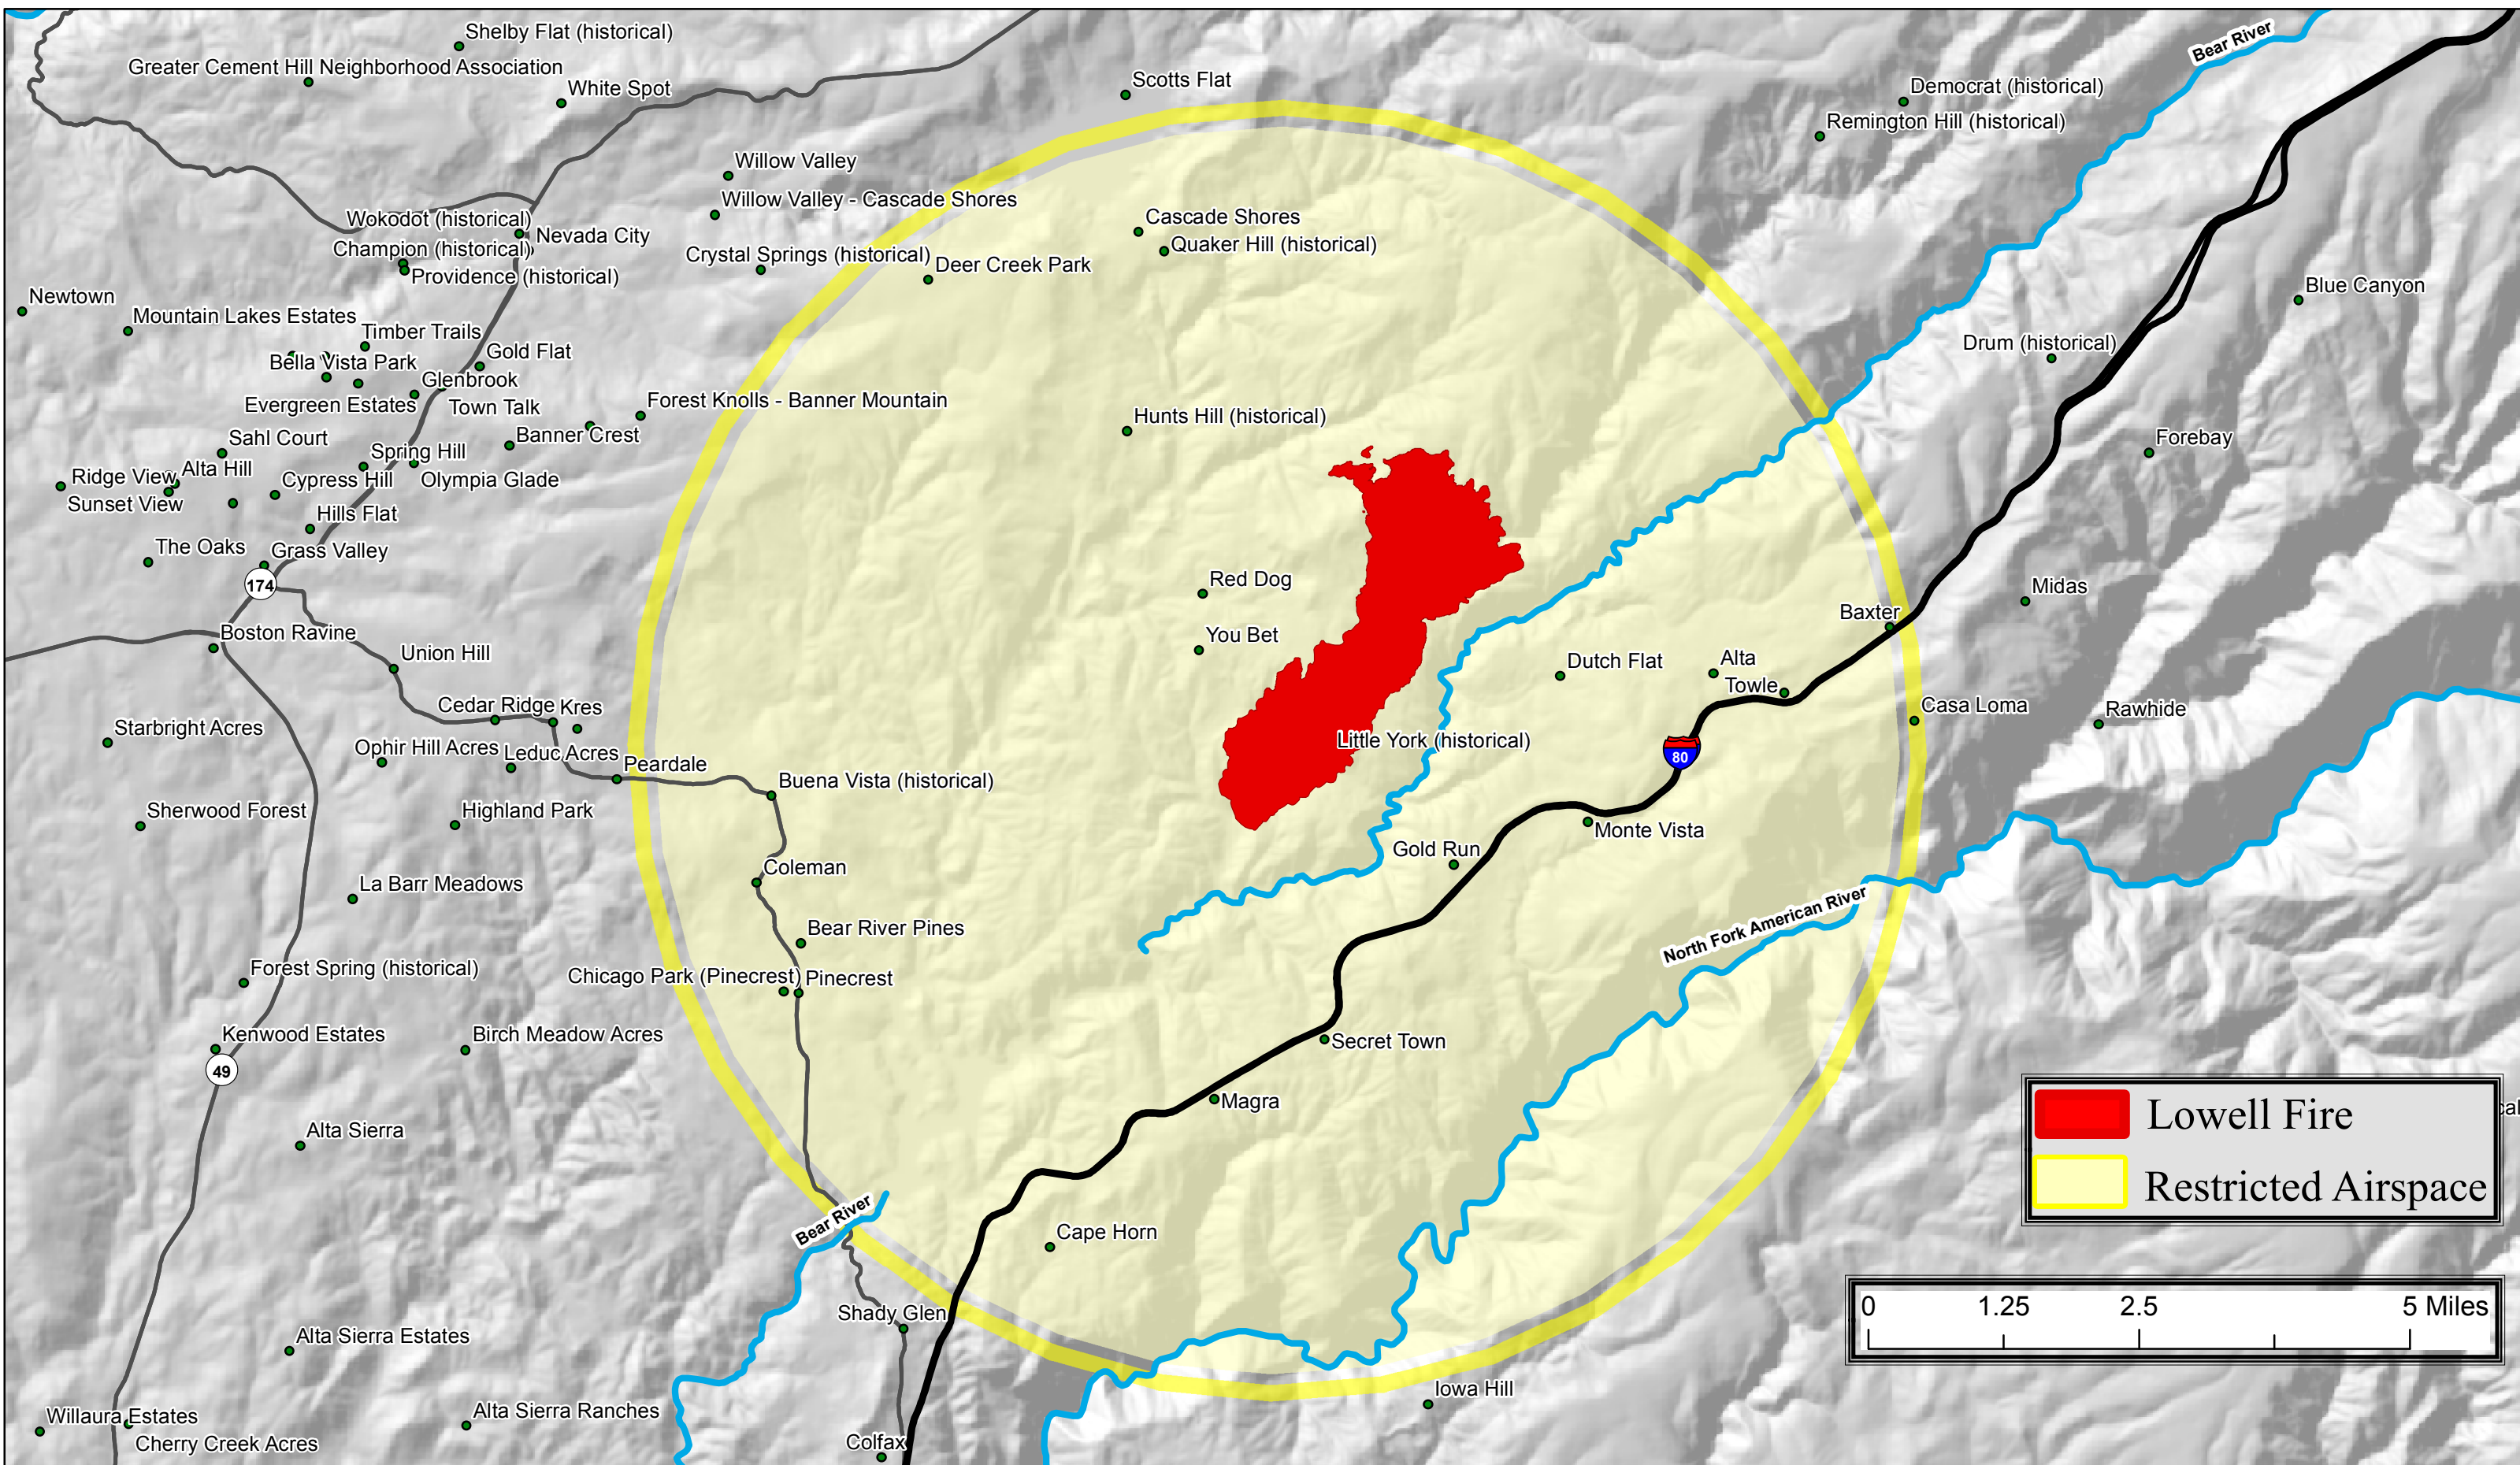 Shelby Flat (historical)
Greater Cement Hill Neighborhood Association
White Spot
Scotts Flat
Bear River
Democrat (historical)
Remington Hill (historical)
Willow Valley
Willow Valley - Cascade Shores
Wokodot (historical)
Nevada City
Champion (historical)
Providence (historical)
Crystal Springs (historical)
Deer Creek Park
Cascade Shores
Quaker Hill (historical)
Blue Canyon
Newtown
Mountain Lakes Estates
Timber Trails
Drum (historical)
Bella Vista Park
Gold Flat
Glenbrook
Evergreen Estates
Town Talk
Forest Knolls - Banner Mountain
Hunts Hill (historical)
Banner Crest
Sahl Court
Spring Hill
Forebay
Ridge View
Alta Hill
Cypress Hill
Olympia Glade
Sunset View
Hills Flat
The Oaks
Grass Valley
174
Red Dog
Midas
Baxter
Boston Ravine
You Bet
Union Hill
Dutch Flat
Alta
Towle
Cedar Ridge
Kres
Casa Loma
Rawhide
Starbright Acres
Ophir Hill Acres
Leduc Acres
Peardale
Little York (historical)
80
Buena Vista (historical)
Sherwood Forest
Highland Park
Monte Vista
Gold Run
Coleman
La Barr Meadows
Bear River Pines
North Fork American River
Forest Spring (historical)
Chicago Park (Pinecrest)
Pinecrest
Kenwood Estates
Birch Meadow Acres
Secret Town
49
Magra
Alta Sierra
Lowell Fire
Restricted Airspace
Bear River
Cape Horn
Shady Glen
0 1.25 2.5 5 Miles
Alta Sierra Estates
Iowa Hill
Willaura Estates
Alta Sierra Ranches
Cherry Creek Acres
Colfax